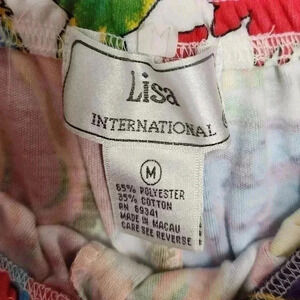 Lisa
INTERNATIONAL
M
65% POLYESTER
35% COTTON
RN 69341
MADE IN MACAU
CARE SEE REVERSE